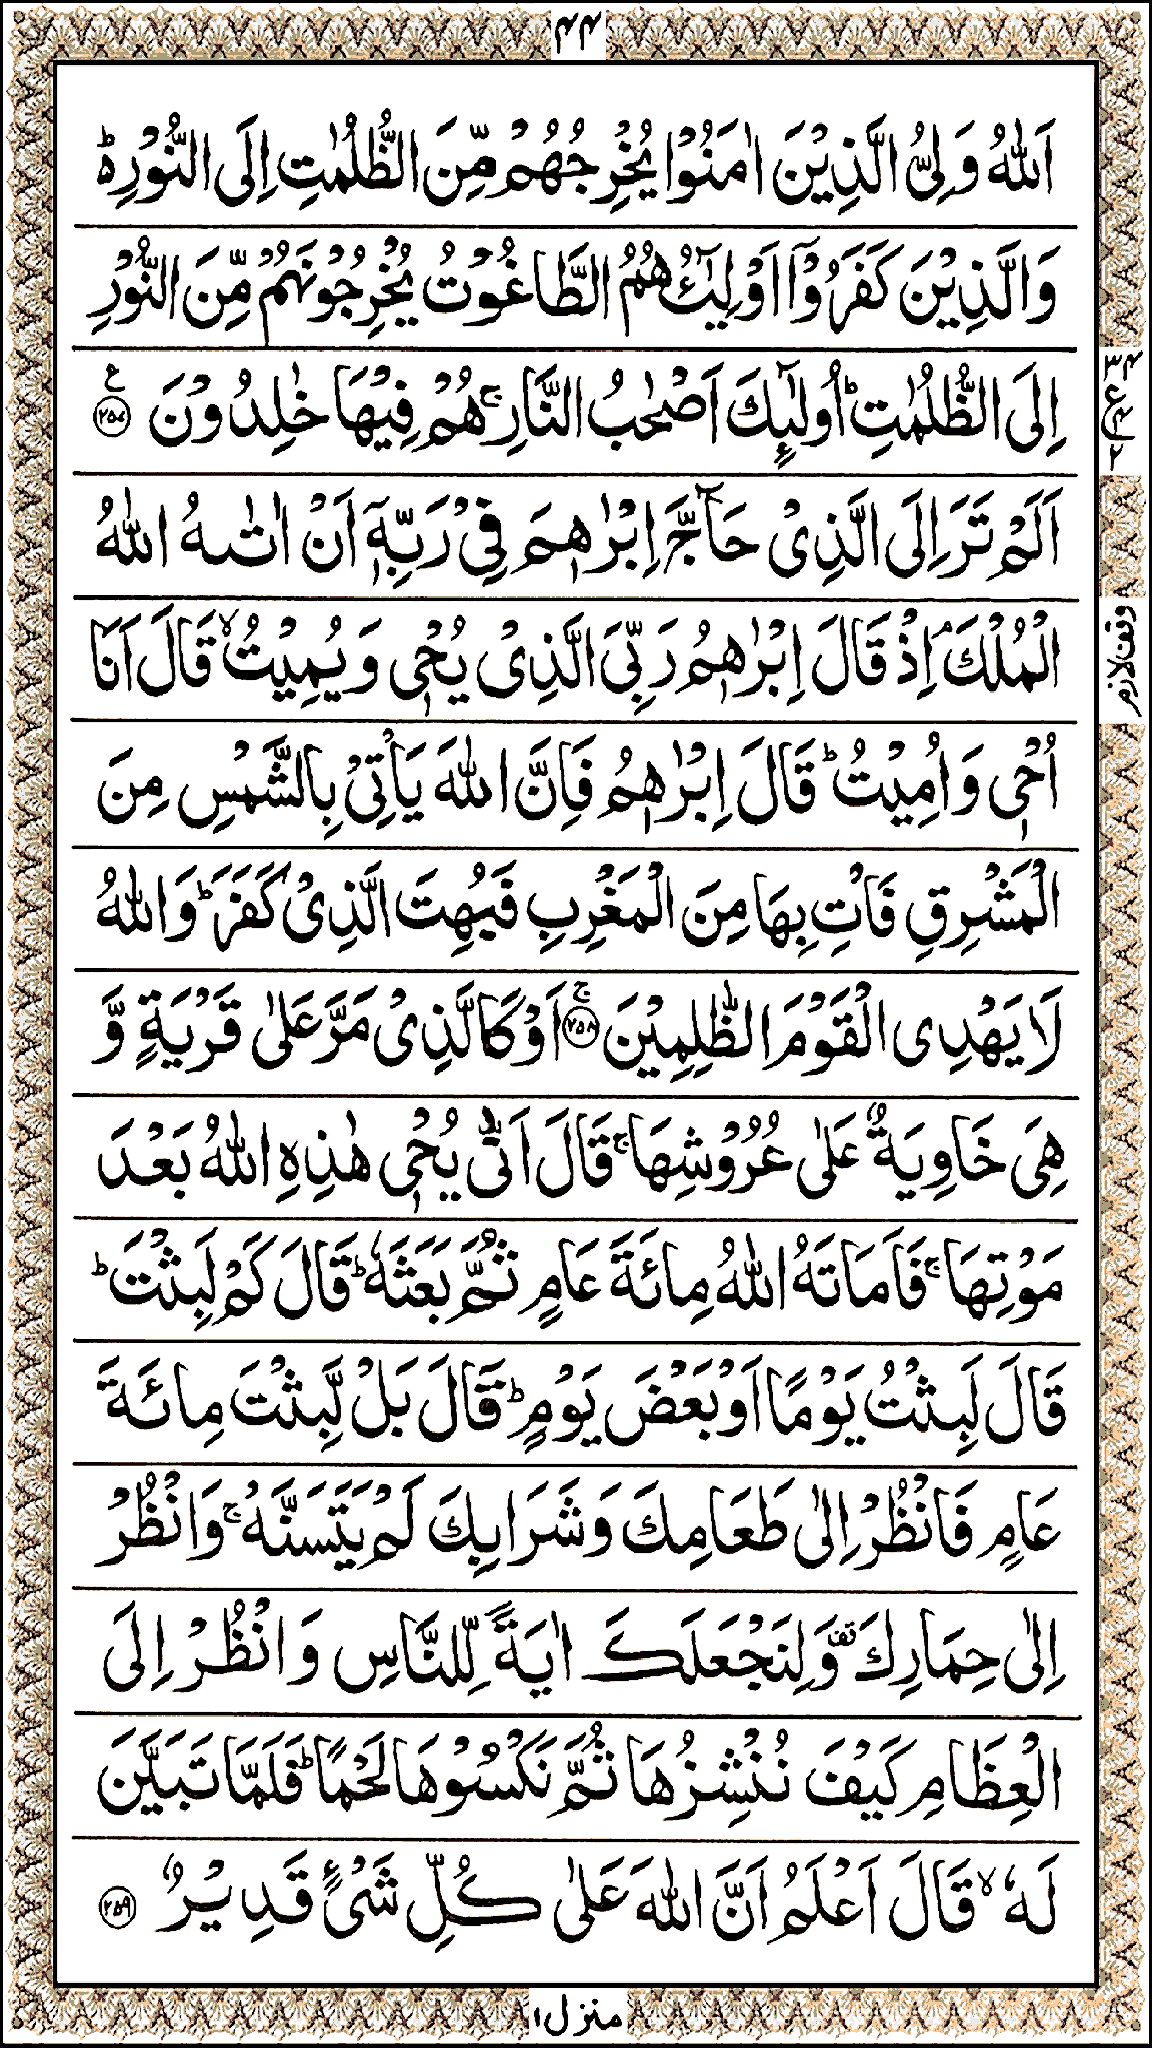 ۴۴
اَللّٰهُ وَلِیُّ الَّذِیْنَ اٰمَنُوْا یُخْرِجُهُمْ مِّنَ الظُّلُمٰتِ اِلَی النُّوْرِ۬ؕ
وَالَّذِیْنَ كَفَرُوْۤا اَوْلِیٰٓـُٔهُمُ الطَّاغُوْتُ یُخْرِجُوْنَهُمْ مِّنَ النُّوْرِ
اِلَی الظُّلُمٰتِؕ اُولٰٓىِٕكَ اَصْحٰبُ النَّارِۚ هُمْ فِیْهَا خٰلِدُوْنَ ﴿۲۵۷﴾ ع
۳۴ ع ۲
اَلَمْ تَرَ اِلَی الَّذِیْ حَآجَّ اِبْرٰهٖمَ فِیْ رَبِّهٖۤ اَنْ اٰتٰىهُ اللّٰهُ
الْمُلْكَۘ اِذْ قَالَ اِبْرٰهٖمُ رَبِّیَ الَّذِیْ یُحْیٖ وَیُمِیْتُۙ قَالَ اَنَا
وقف لازم
اُحْیٖ وَاُمِیْتُؕ قَالَ اِبْرٰهٖمُ فَاِنَّ اللّٰهَ یَاْتِیْ بِالشَّمْسِ مِنَ
الْمَشْرِقِ فَاْتِ بِهَا مِنَ الْمَغْرِبِ فَبُهِتَ الَّذِیْ كَفَرَؕ وَاللّٰهُ
لَا یَهْدِی الْقَوْمَ الظّٰلِمِیْنَ ﴿۲۵۸﴾ۚ اَوْ كَالَّذِیْ مَرَّ عَلٰی قَرْیَةٍ وَّ
هِیَ خَاوِیَةٌ عَلٰی عُرُوْشِهَاۚ قَالَ اَنّٰی یُحْیٖ هٰذِهِ اللّٰهُ بَعْدَ
مَوْتِهَاۚ فَاَمَاتَهُ اللّٰهُ مِائَةَ عَامٍ ثُمَّ بَعَثَهٗؕ قَالَ كَمْ لَبِثْتَؕ
قَالَ لَبِثْتُ یَوْمًا اَوْ بَعْضَ یَوْمٍؕ قَالَ بَلْ لَّبِثْتَ مِائَةَ
عَامٍ فَانْظُرْ اِلٰی طَعَامِكَ وَشَرَابِكَ لَمْ یَتَسَنَّهْۚ وَانْظُرْ
اِلٰی حِمَارِكَ قف وَلِنَجْعَلَكَ اٰیَةً لِّلنَّاسِ وَانْظُرْ اِلَی
الْعِظَامِ كَیْفَ نُنْشِزُهَا ثُمَّ نَكْسُوْهَا لَحْمًاؕ فَلَمَّا تَبَیَّنَ
لَهٗۙ قَالَ اَعْلَمُ اَنَّ اللّٰهَ عَلٰی كُلِّ شَیْءٍ قَدِیْرٌ ﴿۲۵۹﴾
منزل۱